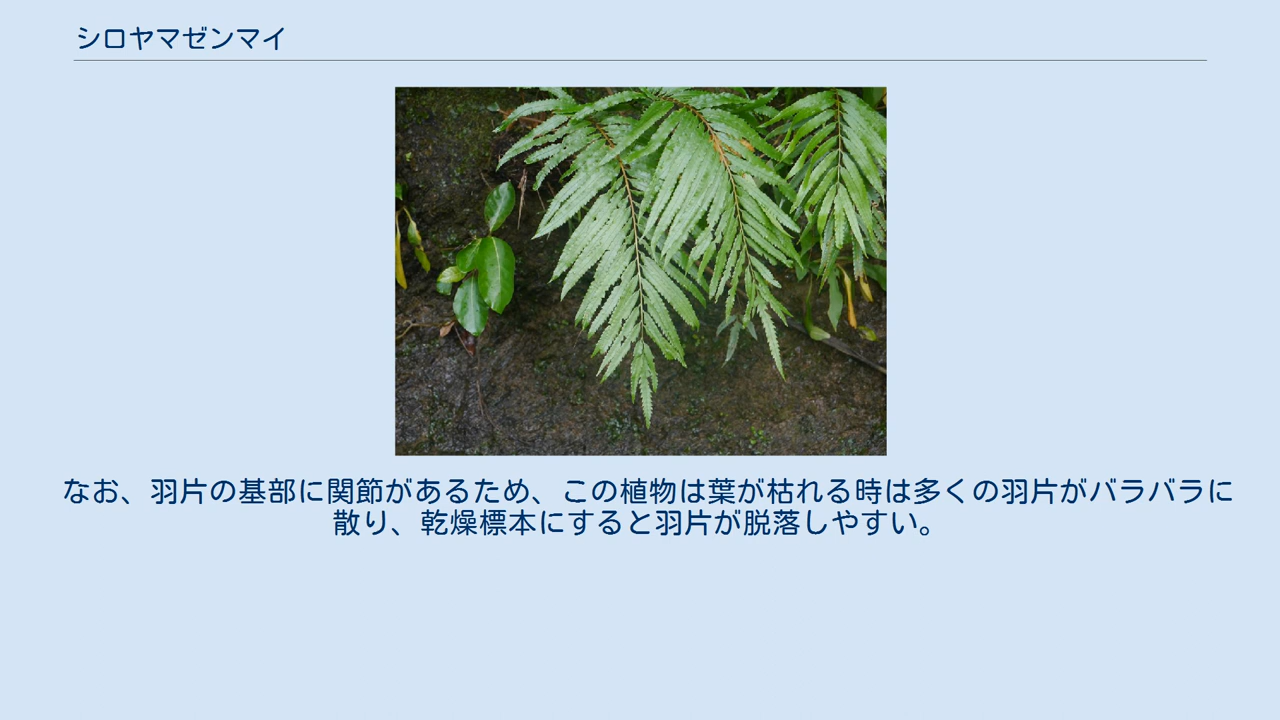 シロヤマゼンマイ
なお、羽片の基部に関節があるため、この植物は葉が枯れる時は多くの羽片がバラバラに
散り、乾燥標本にすると羽片が脱落しやすい。